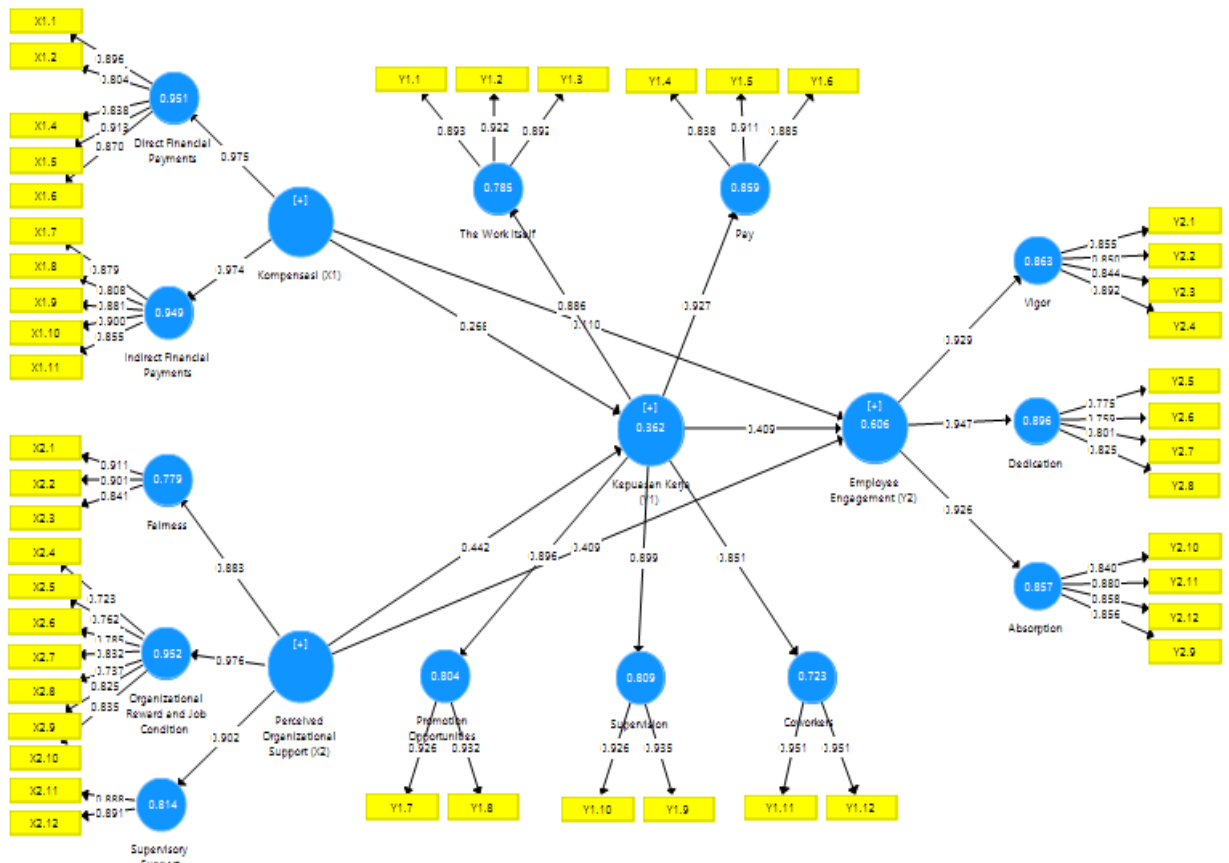 X1.1
X1.2
X1.4
X1.5
X1.6
0.896
0.804
0.838
0.913
0.870
0.951
Direct Financial
Payments
0.975
X1.7
X1.8
X1.9
X1.10
X1.11
0.879
0.808
0.881
0.900
0.855
0.949
Indirect Financial
Payments
0.974
[+]
Kompensasi (X1)
0.268
0.110
Y1.1
Y1.2
Y1.3
0.893
0.922
0.892
0.785
The Work Itself
0.886
Y1.4
Y1.5
Y1.6
0.838
0.911
0.885
0.859
Pay
0.927
[+]
0.362
Kepuasan Kerja
(Y1)
0.409
[+]
0.606
Employee
Engagement (Y2)
0.929
0.947
0.926
0.863
Vigor
0.855
0.850
0.844
0.892
Y2.1
Y2.2
Y2.3
Y2.4
0.896
Dedication
0.775
0.759
0.801
0.825
Y2.5
Y2.6
Y2.7
Y2.8
0.857
Absorption
0.840
0.880
0.858
0.856
Y2.10
Y2.11
Y2.12
Y2.9
X2.1
X2.2
X2.3
0.911
0.901
0.841
0.779
Fairness
0.883
X2.4
X2.5
X2.6
X2.7
X2.8
X2.9
X2.10
0.723
0.762
0.785
0.832
0.737
0.825
0.835
0.952
Organizational
Reward and Job
Condition
0.976
X2.11
X2.12
0.888
0.891
0.814
Supervisory
0.902
[+]
Perceived
Organizational
Support (X2)
0.442
0.409
0.896
0.899
0.851
0.804
Promotion
Opportunities
0.926
0.932
Y1.7
Y1.8
0.809
Supervision
0.926
0.935
Y1.10
Y1.9
0.723
Coworkers
0.951
0.951
Y1.11
Y1.12